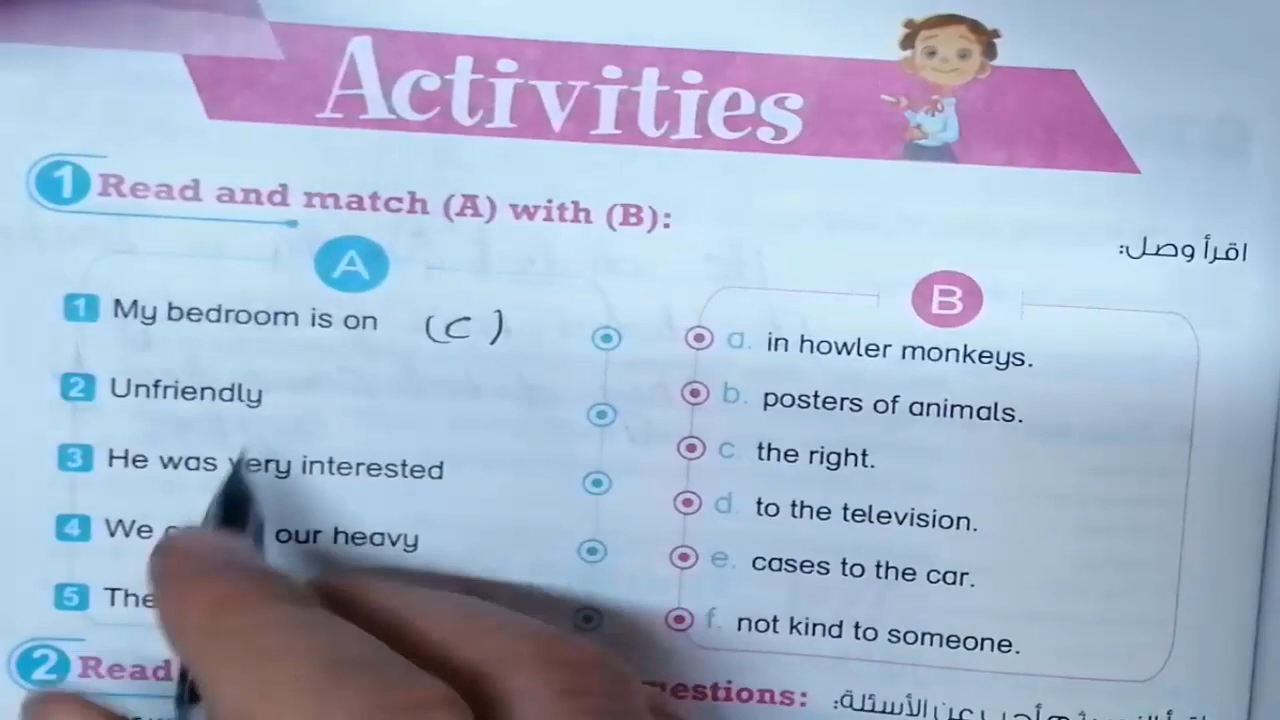 Activities
1 Read and match (A) with (B):
اقرأ وصل:
A
1 My bedroom is on (C)
2 Unfriendly
3 He was very interested
4 We our heavy
5 The
B
a. in howler monkeys.
b. posters of animals.
c. the right.
d. to the television.
e. cases to the car.
f. not kind to someone.
2 Read
عن الأسئلة: